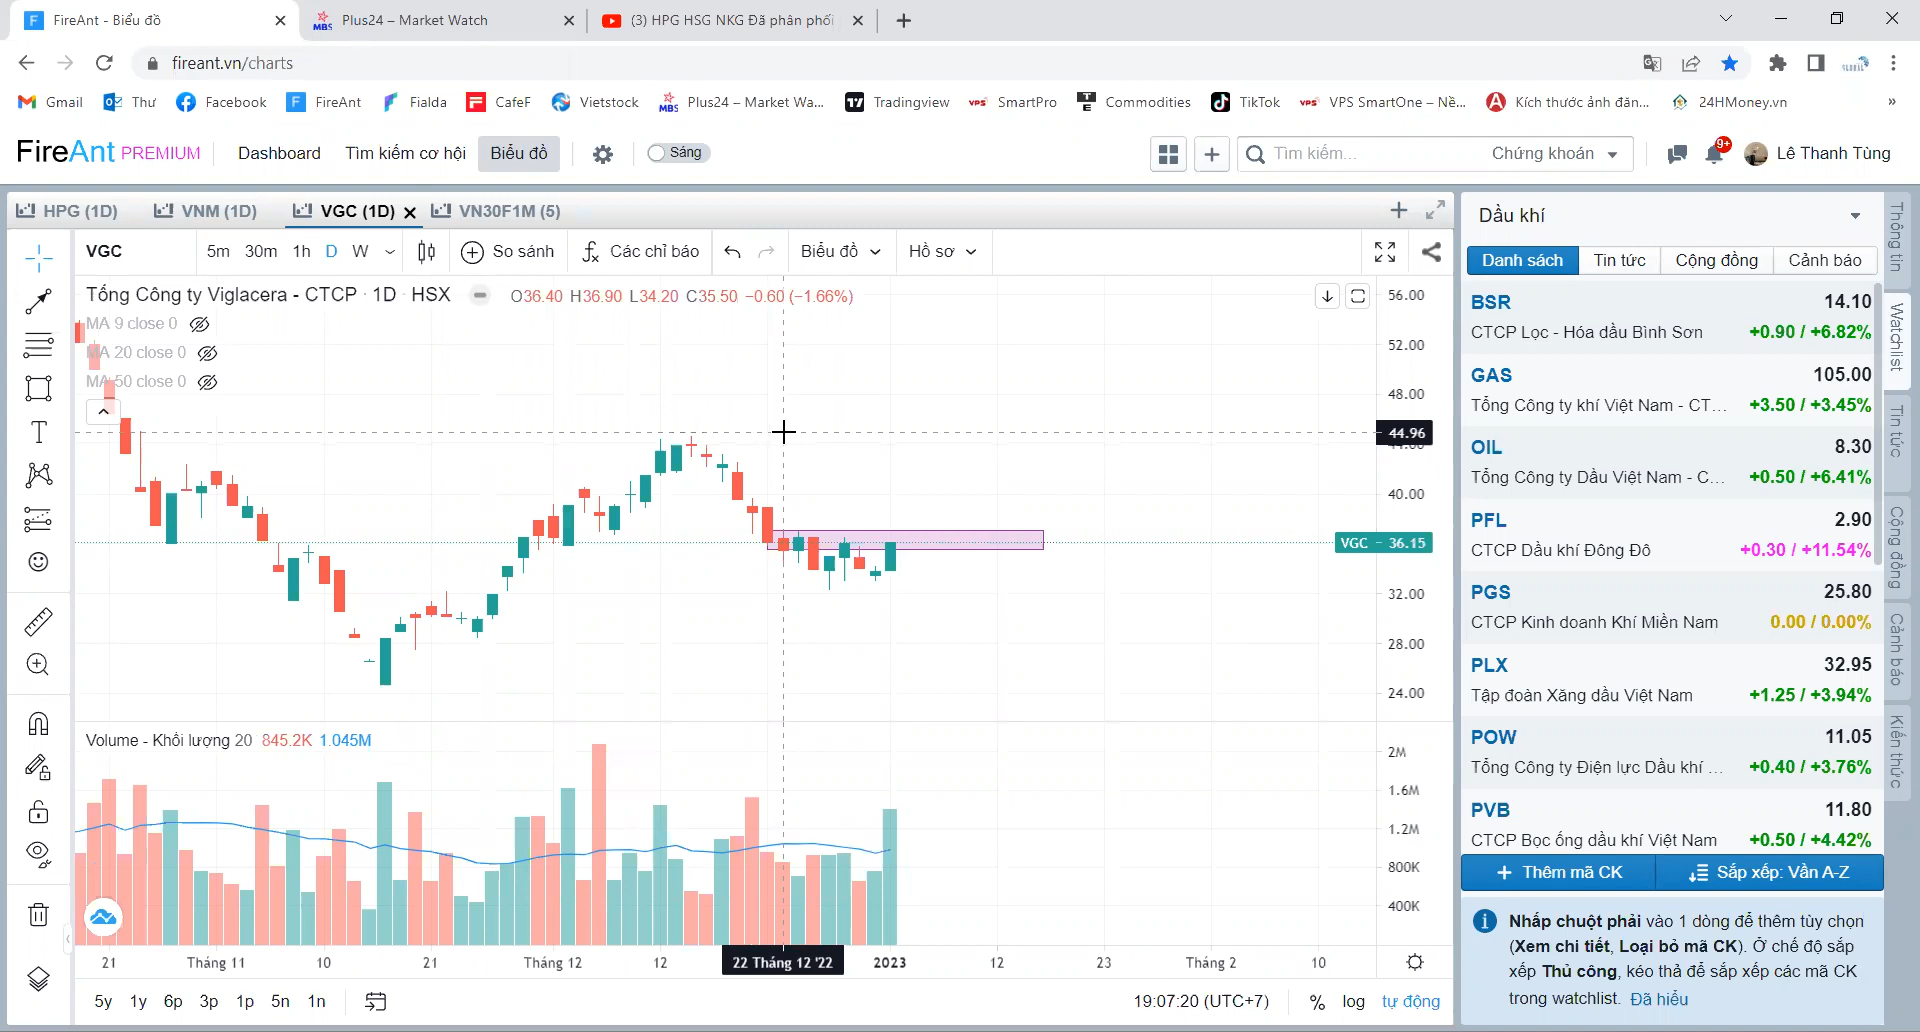 FireAnt - Biểu đồ
Plus24 – Market Watch
(3) HPG HSG NKG Đã phân phối
fireant.vn/charts
Gmail
Thư
Facebook
FireAnt
Fialda
CafeF
Vietstock
Plus24 – Market Wa...
Tradingview
SmartPro
Commodities
TikTok
VPS SmartOne – Nề...
Kích thước ảnh đăn...
24HMoney.vn
»
FireAnt PREMIUM
Dashboard
Tìm kiếm cơ hội
Biểu đồ
Sáng
Tìm kiếm...
Chứng khoán
9+
Lê Thanh Tùng
HPG (1D)
VNM (1D)
VGC (1D)
VN30F1M (5)
VGC
5m 30m 1h D W
So sánh
Các chỉ báo
Biểu đồ
Hồ sơ
Tổng Công ty Viglacera - CTCP · 1D · HSX
O36.40 H36.90 L34.20 C35.50 −0.60 (−1.66%)
MA 9 close 0
MA 20 close 0
MA 50 close 0
56.00
52.00
48.00
44.96
40.00
VGC 36.15
32.00
28.00
24.00
Volume - Khối lượng 20 845.2K 1.045M
2M
1.6M
1.2M
800K
400K
21
Tháng 11
10
21
Tháng 12
12
22 Tháng 12 '22
2023
12
23
Tháng 2
10
5y 1y 6p 3p 1p 5n 1n
19:07:20 (UTC+7)
% log tự động
Dầu khí
Danh sách
Tin tức
Cộng đồng
Cảnh báo
BSR 14.10
CTCP Lọc - Hóa dầu Bình Sơn +0.90 / +6.82%
GAS 105.00
Tổng Công ty khí Việt Nam - CT... +3.50 / +3.45%
OIL 8.30
Tổng Công ty Dầu Việt Nam - C... +0.50 / +6.41%
PFL 2.90
CTCP Dầu khí Đông Đô +0.30 / +11.54%
PGS 25.80
CTCP Kinh doanh Khí Miền Nam 0.00 / 0.00%
PLX 32.95
Tập đoàn Xăng dầu Việt Nam +1.25 / +3.94%
POW 11.05
Tổng Công ty Điện lực Dầu khí ... +0.40 / +3.76%
PVB 11.80
CTCP Bọc ống dầu khí Việt Nam +0.50 / +4.42%
Thêm mã CK
Sắp xếp: Vần A-Z
Nhấp chuột phải vào 1 dòng để thêm tùy chọn
(Xem chi tiết, Loại bỏ mã CK). Ở chế độ sắp
xếp Thủ công, kéo thả để sắp xếp các mã CK
trong watchlist. Đã hiểu
Thông tin
Watchlist
Tin tức
Cộng đồng
Cảnh báo
Kiến thức